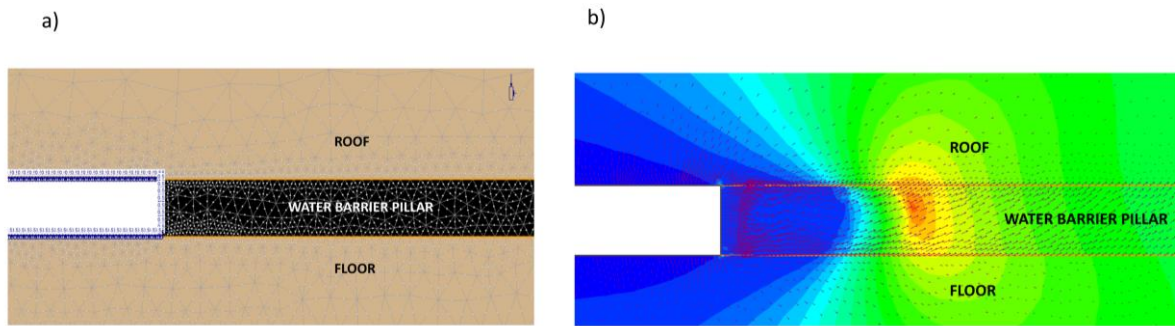 a)
ROOF
WATER BARRIER PILLAR
FLOOR
b)
ROOF
WATER BARRIER PILLAR
FLOOR